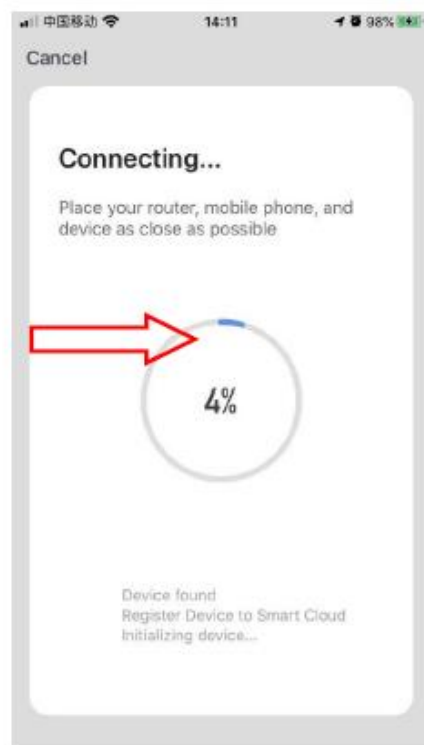 中国移动 14:11 98%
Cancel
Connecting...
Place your router, mobile phone, and
device as close as possible
4%
Device found
Register Device to Smart Cloud
Initializing device...